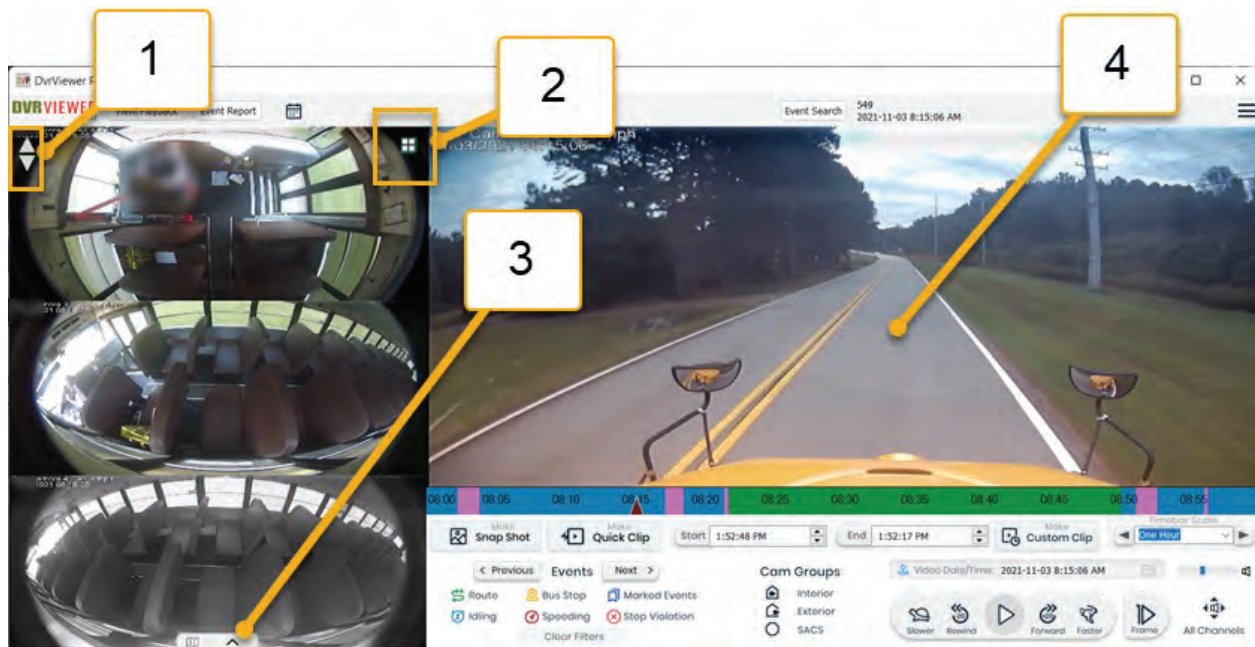 1
2
4
DvrViewer
DVRVIEWER
Event Report
Event Search
549
2021-11-03 8:15:06 AM
3
08:00 08:05 08:10 08:15 08:20 08:25 08:30 08:35 08:40 08:45 08:50 08:55
Make
Snap Shot
Make
Quick Clip
Start 1:52:48 PM
End 1:52:17 PM
Make
Custom Clip
Timebar Scale
One Hour
< Previous Events Next >
Cam Groups
Video Date/Time: 2021-11-03 8:15:06 AM
Route Bus Stop Marked Events
Interior
Idling Speeding Stop Violation
Exterior
Clear Filters
SACS
Slower Rewind Forward Faster Frame All Channels